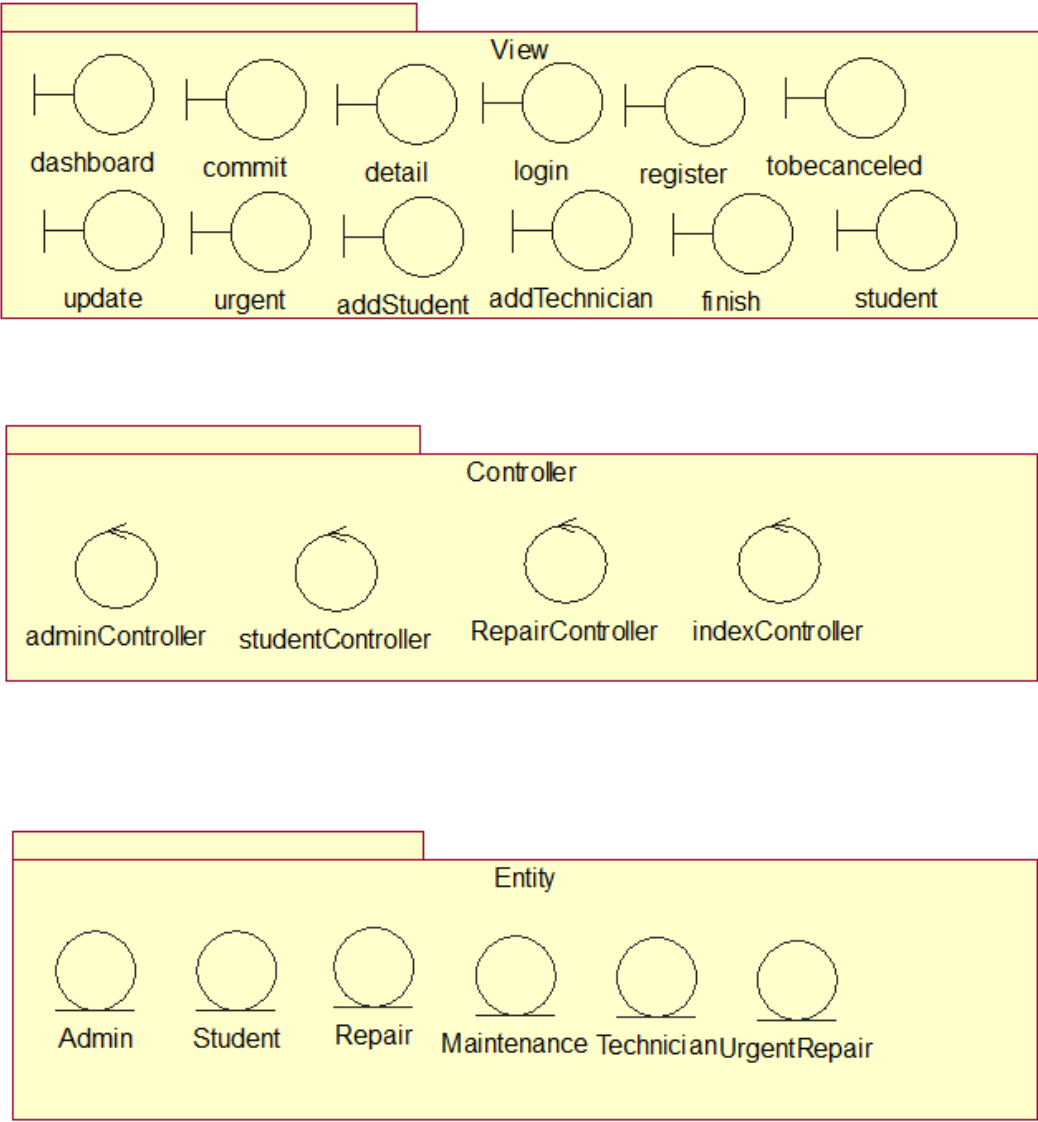 View
dashboard commit detail login register tobecanceled
update urgent addStudent addTechnician finish student
Controller
adminController studentController RepairController indexController
Entity
Admin Student Repair Maintenance Technician UrgentRepair